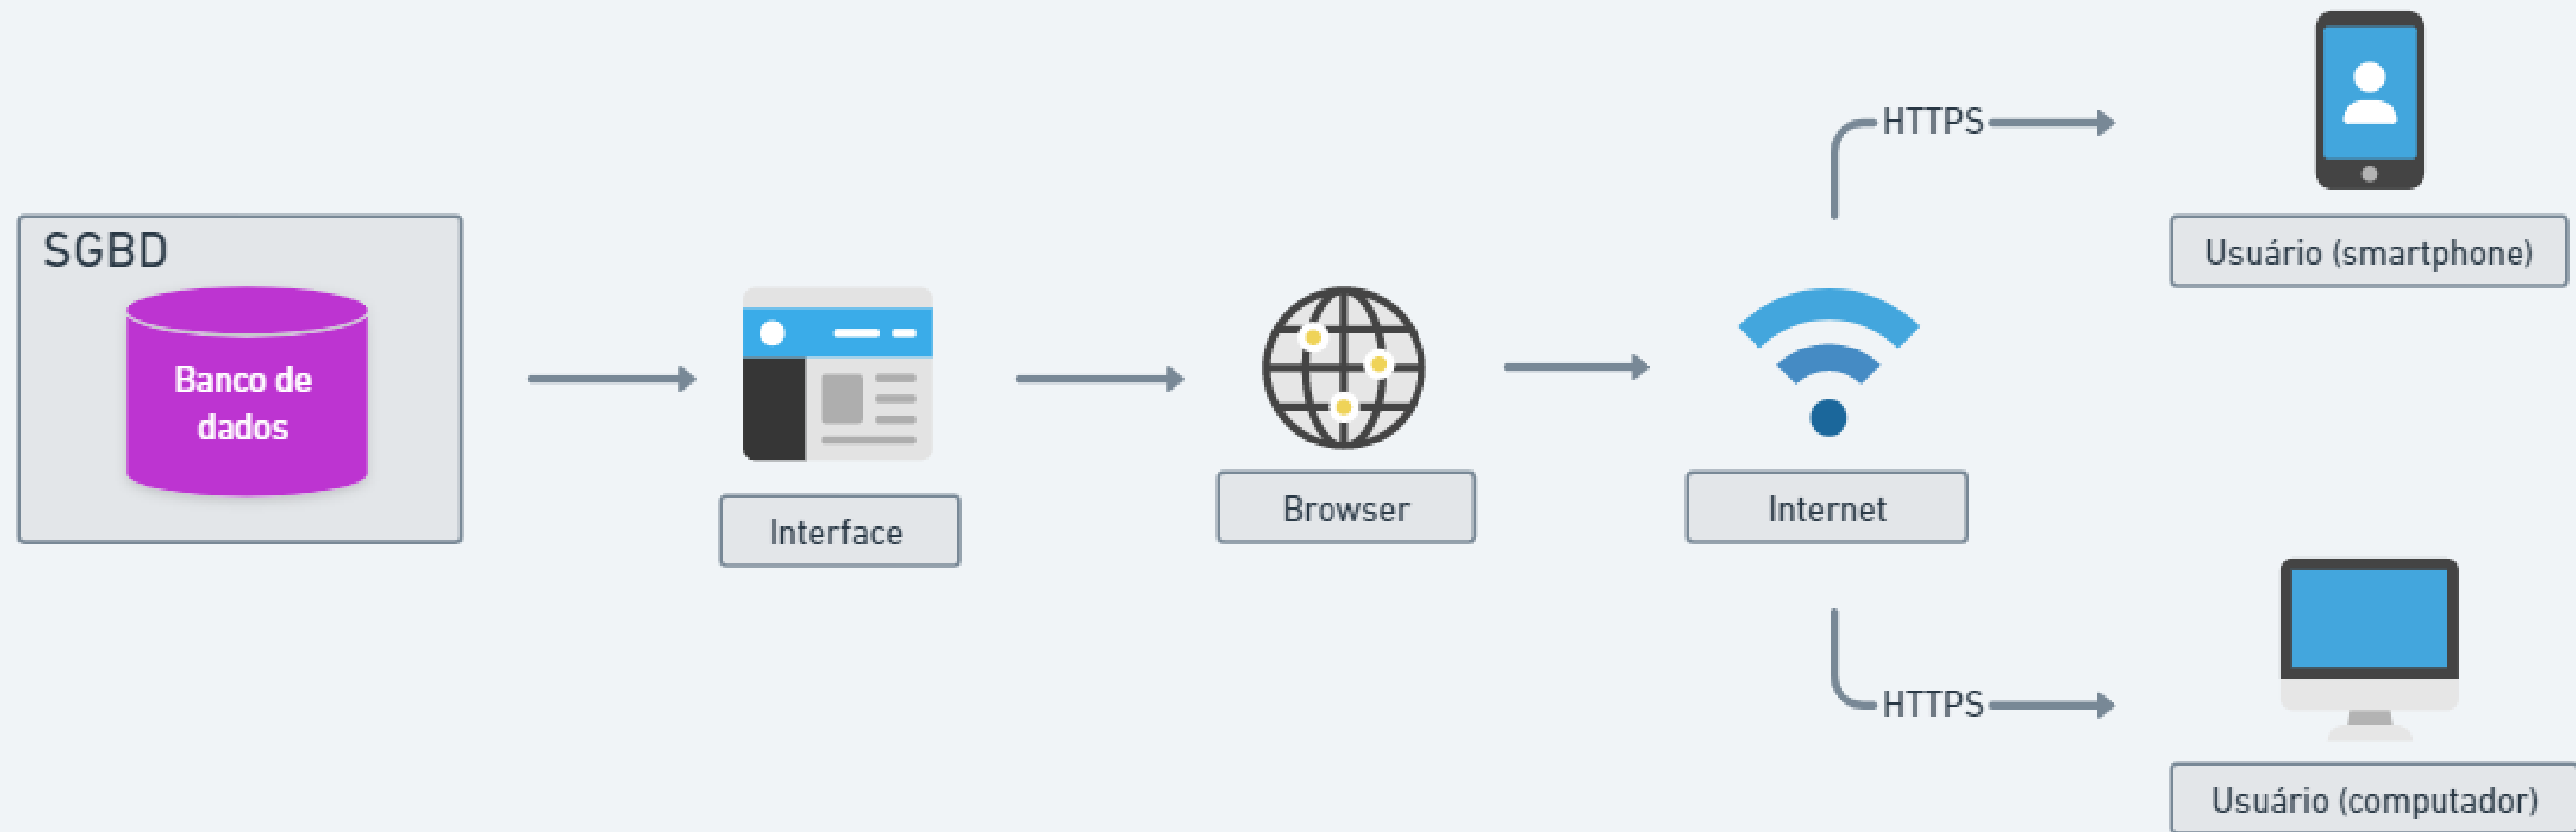 SGBD
Banco de
dados
Interface
Browser
Internet
HTTPS
Usuário (smartphone)
HTTPS
Usuário (computador)